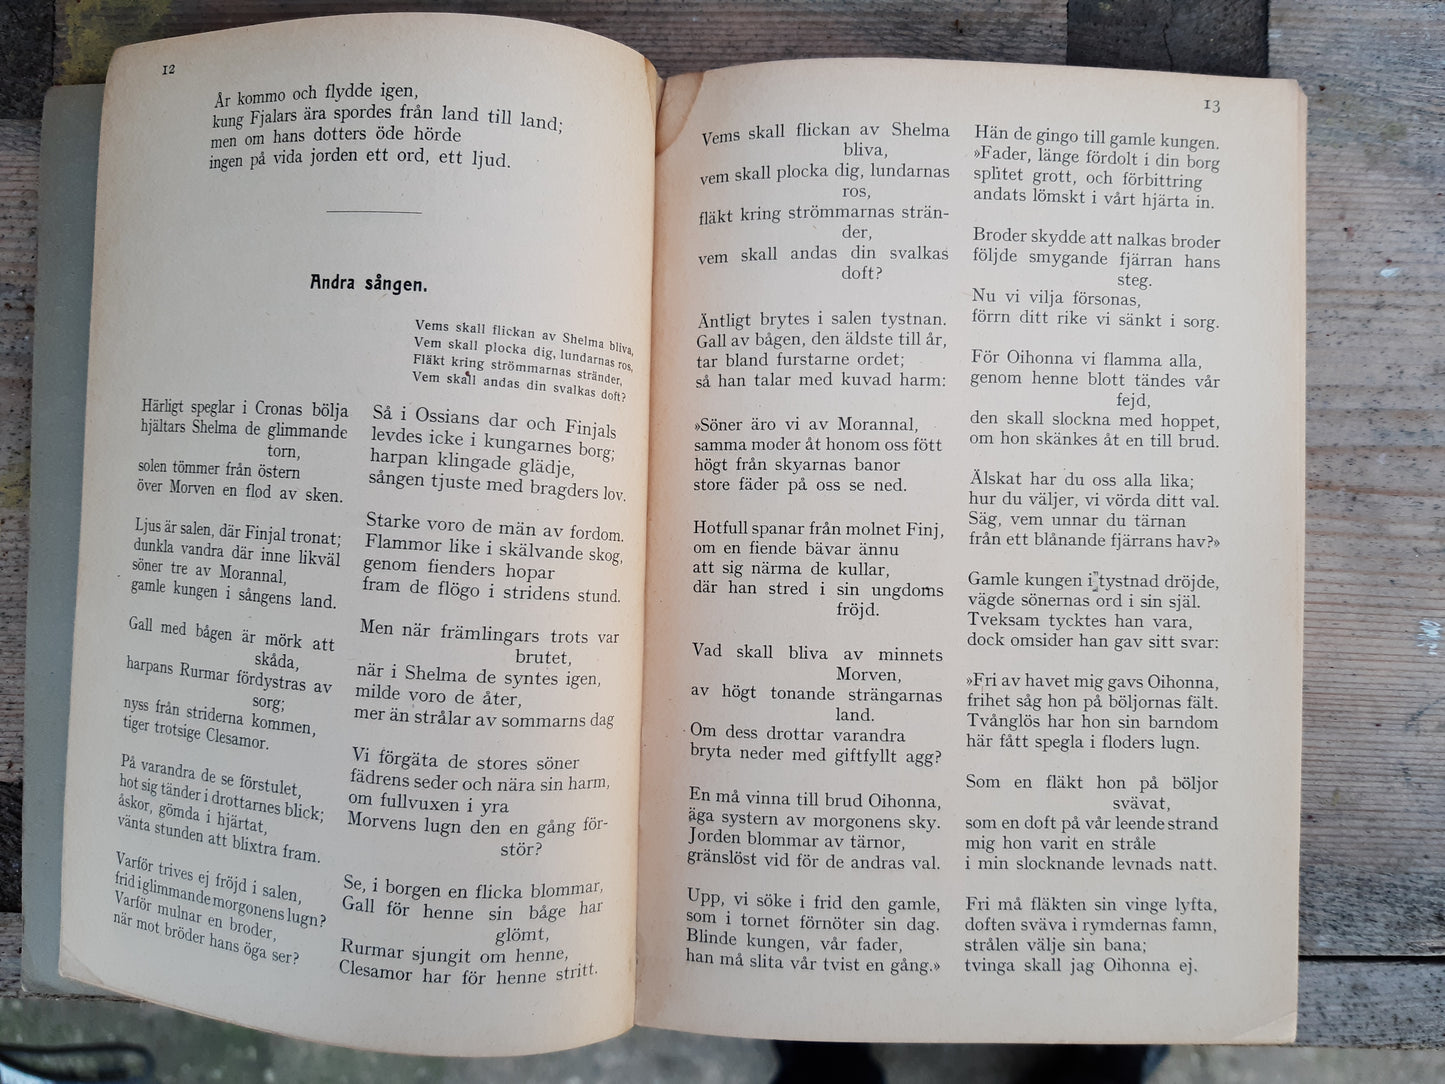 12
År kommo och flydde igen,
kung Fjalars ära spordes från land till land;
men om hans dotters öde hörde
ingen på vida jorden ett ord, ett ljud.
Andra sången.
Vems skall flickan av Shelma bliva,
Vem skall plocka dig, lundarnas ros,
Fläkt kring strömmarnas stränder,
Vem skall andas din svalkas doft?
Härligt speglar i Cronas bölja
hjältars Shelma de glimmande
torn,
solen tömmer från östern
över Morven en flod av sken.
Ljus är salen, där Finjal tronat;
dunkla vandra där inne likväl
söner tre av Morannal,
gamle kungen i sångens land.
Gall med bågen är mörk att
skåda,
harpans Rurmar fördystras av
sorg;
nyss från striderna kommen,
tiger trotsige Clesamor.
På varandra de se förstulet,
hot sig tänder i drottarnes blick;
åskor, gömda i hjärtat,
vänta stunden att blixtra fram.
Varför trives ej fröjd i salen,
frid i glimmande morgonens lugn?
Varför mulnar en broder,
när mot bröder hans öga ser?
Så i Ossians dar och Finjals
levdes icke i kungarnes borg;
harpan klingade glädje,
sången tjuste med bragders lov.
Starke voro de män av fordom.
Flammor like i skälvande skog,
genom fienders hopar
fram de flögo i stridens stund.
Men när främlingars trots var
brutet,
när i Shelma de syntes igen,
milde voro de åter,
mer än strålar av sommarns dag
Vi förgäta de stores söner
fädrens seder och nära sin harm,
om fullvuxen i yra
Morvens lugn den en gång för-
stör?
Se, i borgen en flicka blommar,
Gall för henne sin båge har
glömt,
Rurmar sjungit om henne,
Clesamor har för henne stritt.
13
Vems skall flickan av Shelma
bliva,
vem skall plocka dig, lundarnas
ros,
fläkt kring strömmarnas strän-
der,
vem skall andas din svalkas
doft?
Äntligt brytes i salen tystnan.
Gall av bågen, den äldste till år,
tar bland furstarne ordet;
så han talar med kuvad harm:
»Söner äro vi av Morannal,
samma moder åt honom oss fött
högt från skyarnas banor
store fäder på oss se ned.
Hotfull spanar från molnet Finj,
om en fiende bävar ännu
att sig närma de kullar,
där han stred i sin ungdoms
fröjd.
Vad skall bliva av minnets
Morven,
av högt tonande strängarnas
land.
Om dess drottar varandra
bryta neder med giftfyllt agg?
En må vinna till brud Oihonna,
äga systern av morgonens sky.
Jorden blommar av tärnor,
gränslöst vid för de andras val.
Upp, vi söke i frid den gamle,
som i tornet förnöter sin dag.
Blinde kungen, vår fader,
han må slita vår tvist en gång.»
Hän de gingo till gamle kungen.
»Fader, länge fördolt i din borg
splitet grott, och förbittring
andats lömskt i vårt hjärta in.
Broder skydde att nalkas broder
följde smygande fjärran hans
steg.
Nu vi vilja försonas,
förrn ditt rike vi sänkt i sorg.
För Oihonna vi flamma alla,
genom henne blott tändes vår
fejd,
den skall slockna med hoppet,
om hon skänkes åt en till brud.
Älskat har du oss alla lika;
hur du väljer, vi vörda ditt val.
Säg, vem unnar du tärnan
från ett blånande fjärrans hav?»
Gamle kungen i tystnad dröjde,
vägde sönernas ord i sin själ.
Tveksam tycktes han vara,
dock omsider han gav sitt svar:
»Fri av havet mig gavs Oihonna,
frihet såg hon på böljornas fält.
Tvånglös har hon sin barndom
här fått spegla i floders lugn.
Som en fläkt hon på böljor
svävat,
som en doft på vår leende strand
mig hon varit en stråle
i min slocknande levnads natt.
Fri må fläkten sin vinge lyfta,
doften sväva i rymdernas famn,
strålen välje sin bana;
tvinga skall jag Oihonna ej.